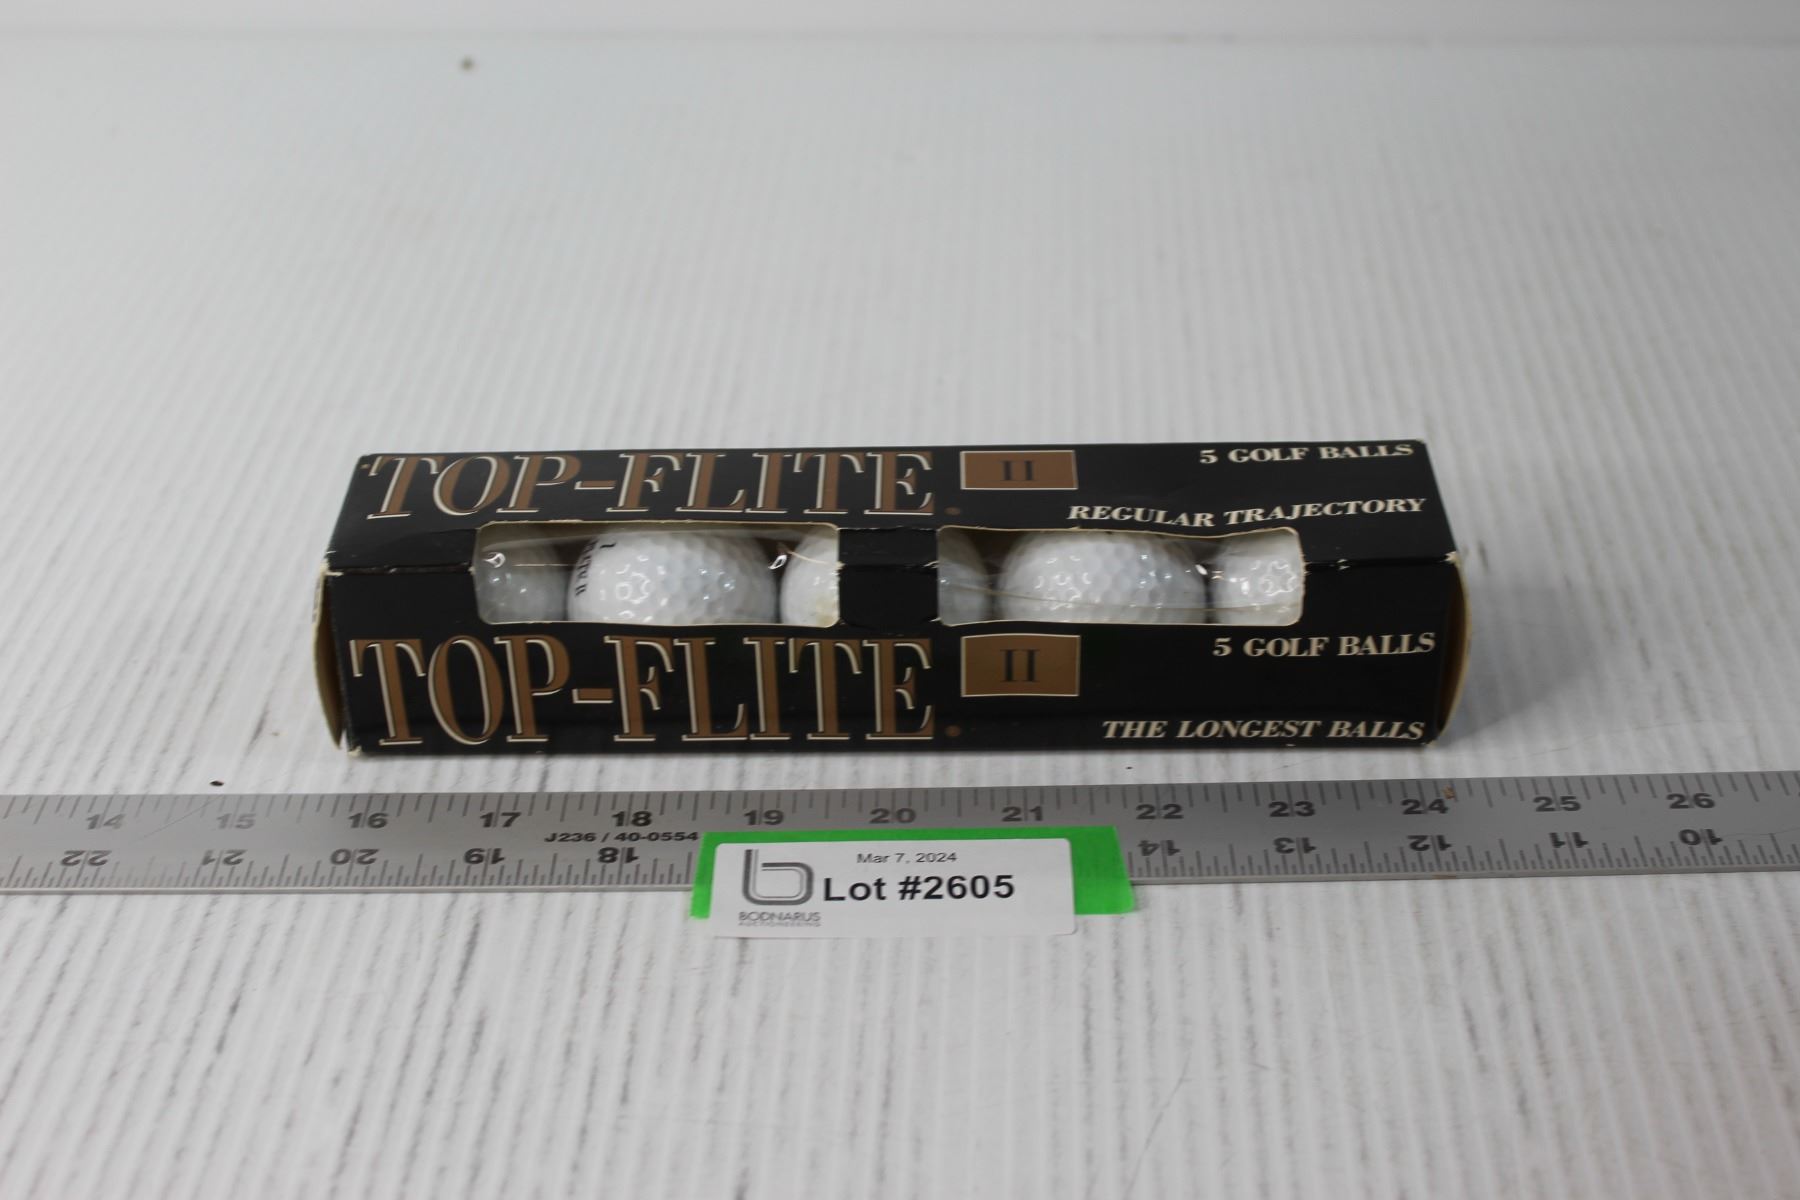 TOP-FLITE. II 5 GOLF BALLS
REGULAR TRAJECTORY
TOP-FLITE. II 5 GOLF BALLS
THE LONGEST BALLS
14 15 16 17 18 19 20 21 22 23 24 25 26
J236 / 40-0554
22 21 20 19 18 14 13 12 11 10
Mar 7, 2024
Lot #2605
BODNARUS
AUCTIONEERING